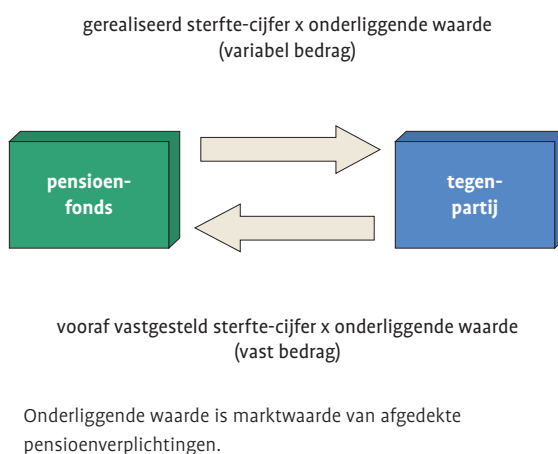 gerealiseerd sterfte-cijfer x onderliggende waarde
(variabel bedrag)
pensioen-
fonds
tegen-
partij
vooraf vastgesteld sterfte-cijfer x onderliggende waarde
(vast bedrag)
Onderliggende waarde is marktwaarde van afgedekte
pensioenverplichtingen.